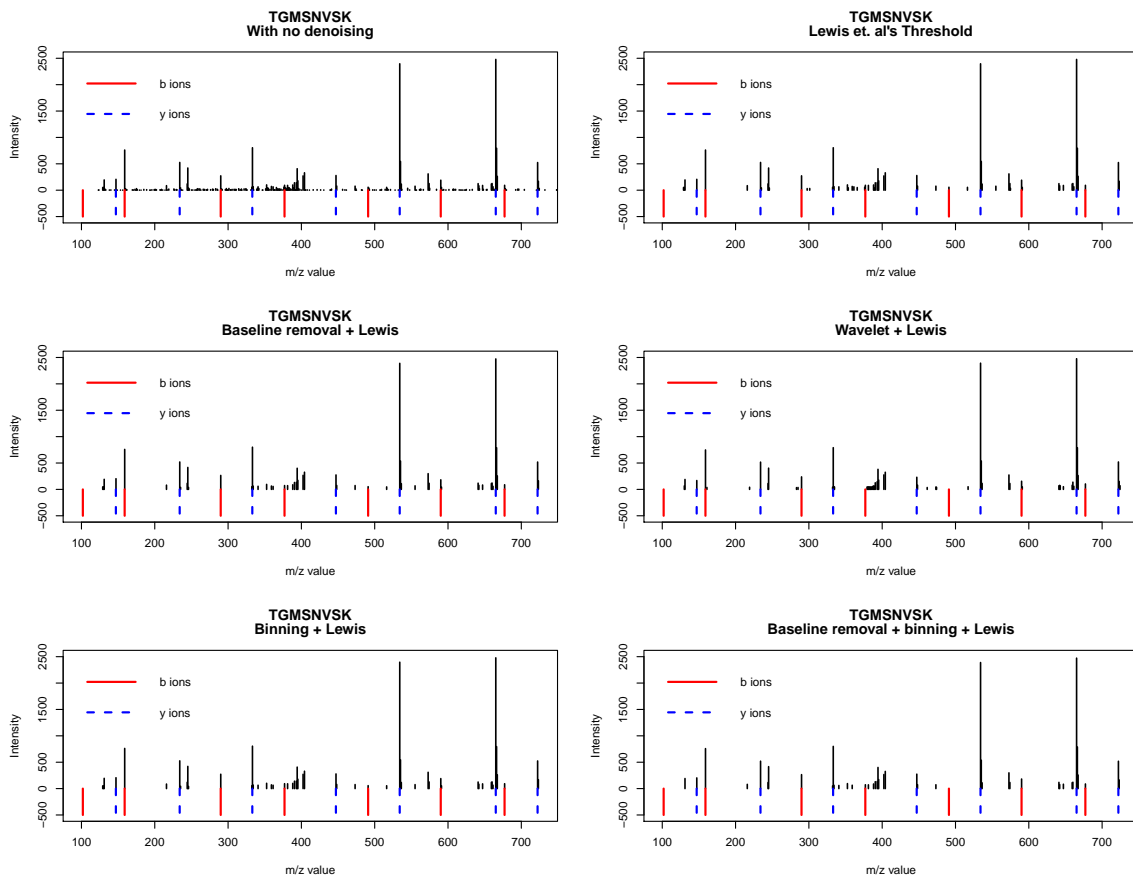 TGMSNVSK
With no denoising
Intensity
2500
1500
500
0
−500
b ions
y ions
100 200 300 400 500 600 700
m/z value
TGMSNVSK
Lewis et. al's Threshold
Intensity
2500
1500
500
0
−500
b ions
y ions
100 200 300 400 500 600 700
m/z value
TGMSNVSK
Baseline removal + Lewis
Intensity
2500
1500
500
0
−500
b ions
y ions
100 200 300 400 500 600 700
m/z value
TGMSNVSK
Wavelet + Lewis
Intensity
2500
1500
500
0
−500
b ions
y ions
100 200 300 400 500 600 700
m/z value
TGMSNVSK
Binning + Lewis
Intensity
2500
1500
500
0
−500
b ions
y ions
100 200 300 400 500 600 700
m/z value
TGMSNVSK
Baseline removal + binning + Lewis
Intensity
2500
1500
500
0
−500
b ions
y ions
100 200 300 400 500 600 700
m/z value